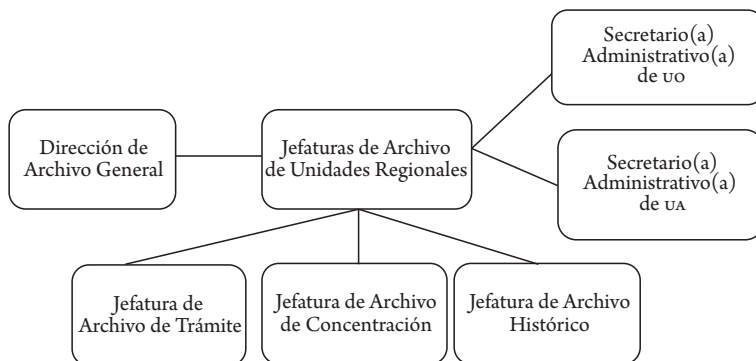 Secretario(a)
Administrativo(a)
de UO
Dirección de
Archivo General
Jefaturas de Archivo
de Unidades Regionales
Secretario(a)
Administrativo(a)
de UA
Jefatura de
Archivo de Trámite
Jefatura de Archivo
de Concentración
Jefatura de Archivo
Histórico